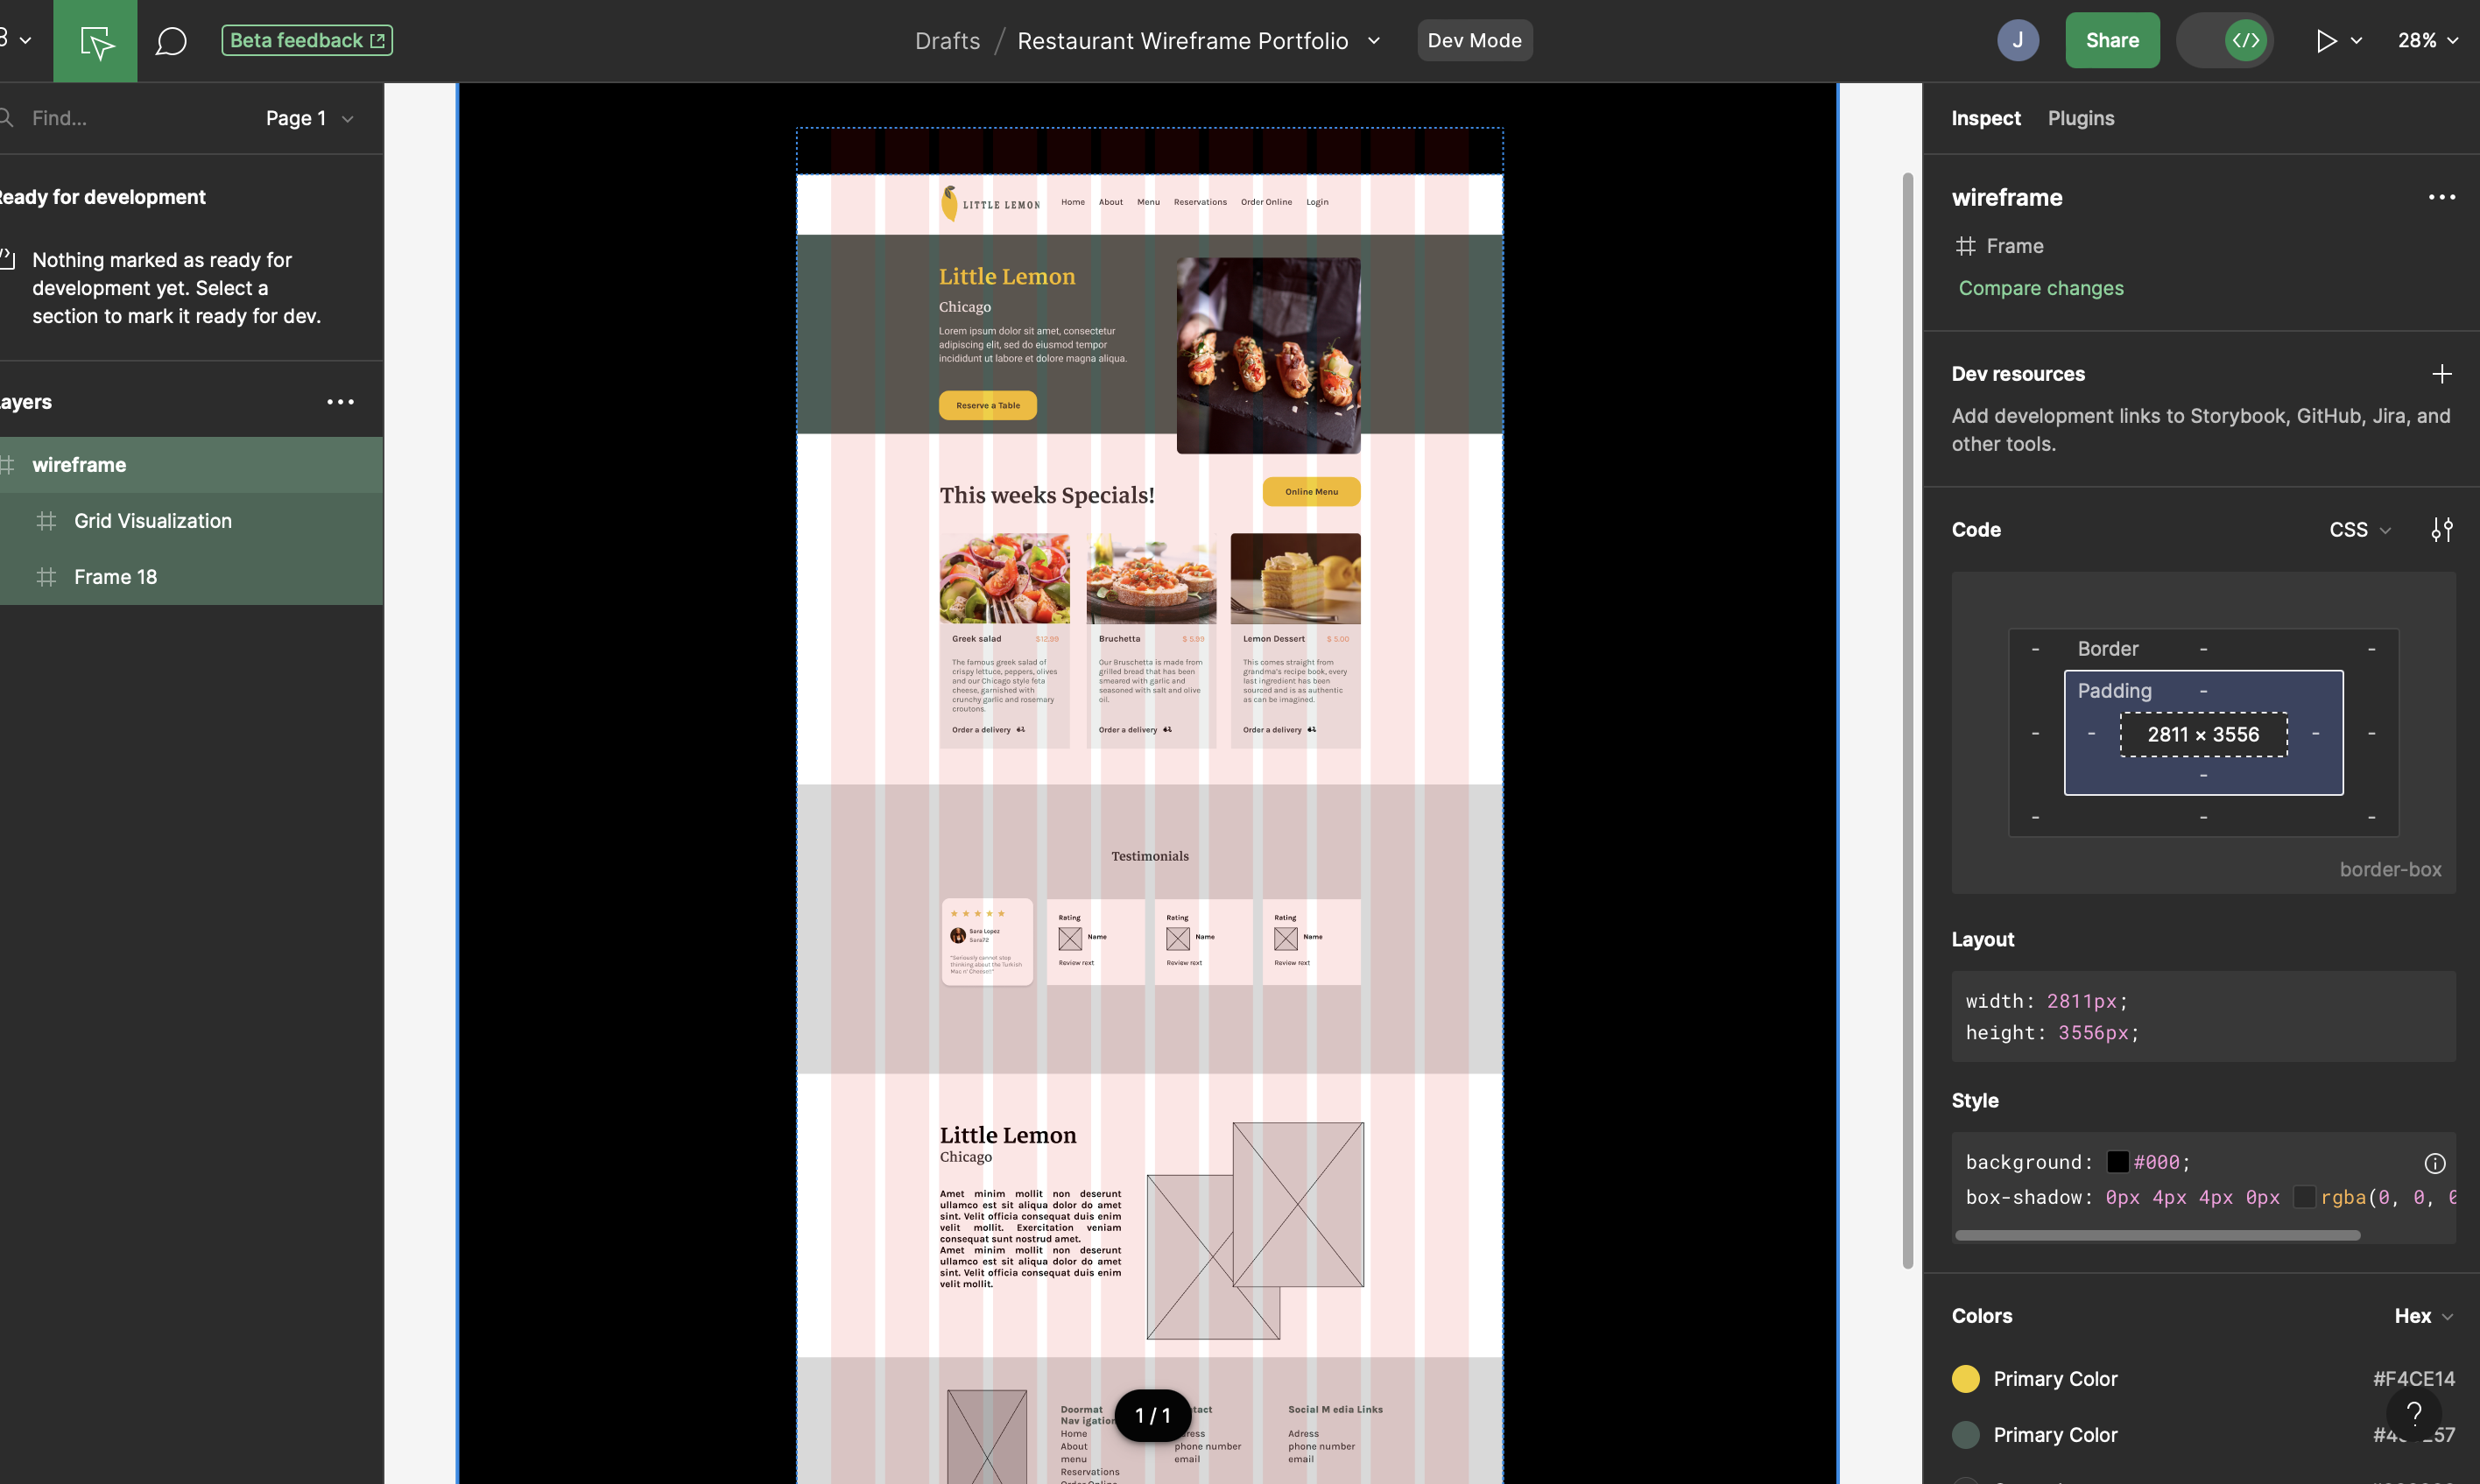 Beta feedback
Drafts / Restaurant Wireframe Portfolio
Dev Mode
J
Share
</>
28%
Find...
Page 1
Ready for development
Nothing marked as ready for
development yet. Select a
section to mark it ready for dev.
Layers
wireframe
Grid Visualization
Frame 18
LITTLE LEMON
Home About Menu Reservations Order Online Login
Little Lemon
Chicago
Lorem ipsum dolor sit amet, consectetur
adipiscing elit, sed do eiusmod tempor
incididunt ut labore et dolore magna aliqua.
Reserve a Table
This weeks Specials!
Online Menu
Greek salad $12.99
The famous greek salad of
crispy lettuce, peppers, olives
and our Chicago style feta
cheese, garnished with
crunchy garlic and rosemary
croutons.
Order a delivery
Bruchetta $ 5.99
Our Bruschetta is made from
grilled bread that has been
smeared with garlic and
seasoned with salt and olive
oil.
Order a delivery
Lemon Dessert $ 5.00
This comes straight from
grandma's recipe book, every
last ingredient has been
sourced and is as authentic
as can be imagined.
Order a delivery
Testimonials
Sara Lopez
Sara72
"Seriously cannot stop
thinking about the Turkish
Mac n' Cheese!!"
Rating
Name
Review rext
Rating
Name
Review rext
Rating
Name
Review rext
Little Lemon
Chicago
Amet minim mollit non deserunt
ullamco est sit aliqua dolor do amet
sint. Velit officia consequat duis enim
velit mollit. Exercitation veniam
consequat sunt nostrud amet.
Amet minim mollit non deserunt
ullamco est sit aliqua dolor do amet
sint. Velit officia consequat duis enim
velit mollit.
Doormat
Nav igation
Home
About
menu
Reservations
Order Online
tact
ress
phone number
email
Social M edia Links
Adress
phone number
email
1 / 1
Inspect Plugins
wireframe
Frame
Compare changes
Dev resources
Add development links to Storybook, GitHub, Jira, and
other tools.
Code CSS
- Border - -
Padding -
- - 2811 × 3556 - -
-
- - -
border-box
Layout
width: 2811px;
height: 3556px;
Style
background: #000;
box-shadow: 0px 4px 4px 0px rgba(0, 0, 0
Colors Hex
Primary Color #F4CE14
Primary Color
?